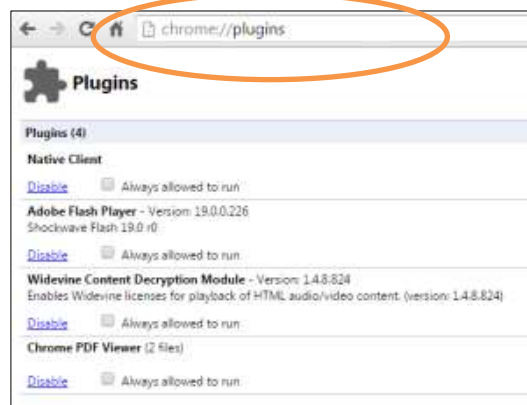 chrome://plugins
Plugins
Plugins (4)
Native Client
Disable Always allowed to run
Adobe Flash Player - Version: 19.0.0.226
Shockwave Flash 19.0 r0
Disable Always allowed to run
Widevine Content Decryption Module - Version: 1.4.8.824
Enables Widevine licenses for playback of HTML audio/video content. (version: 1.4.8.824)
Disable Always allowed to run
Chrome PDF Viewer (2 files)
Disable Always allowed to run